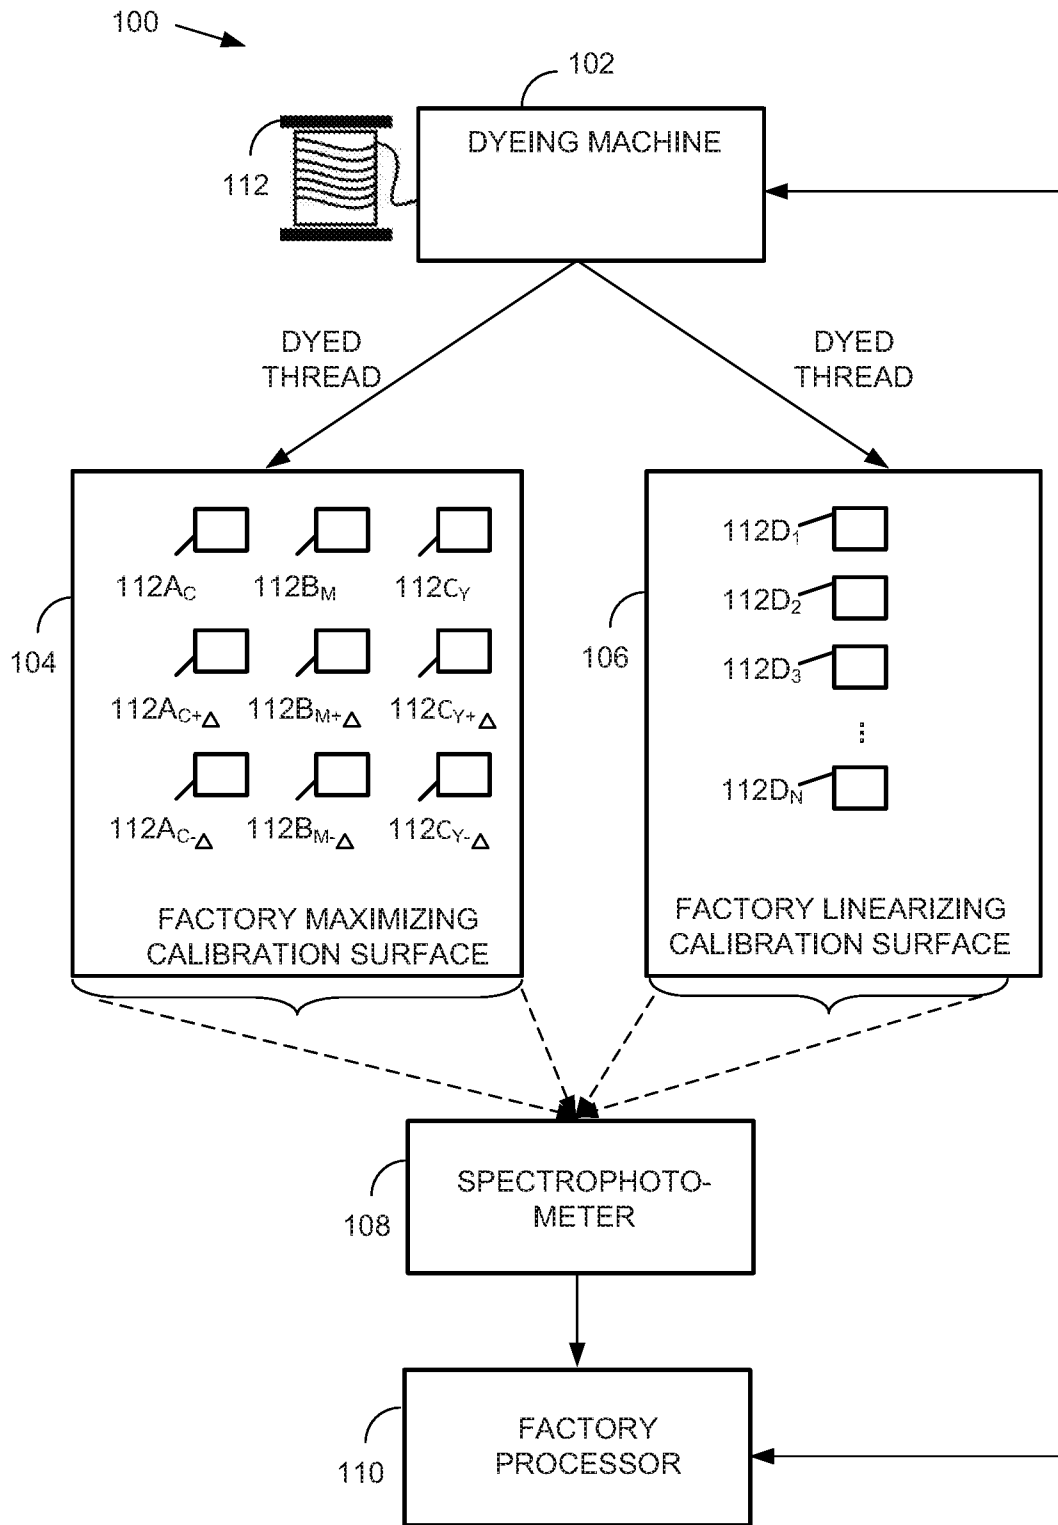 100
102
DYEING MACHINE
112
DYED
THREAD
DYED
THREAD
112A_C 112B_M 112C_Y
112A_C+△ 112B_M+△ 112C_Y+△
112A_C-△ 112B_M-△ 112C_Y-△
104
FACTORY MAXIMIZING
CALIBRATION SURFACE
112D_1
112D_2
112D_3
⋮
112D_N
106
FACTORY LINEARIZING
CALIBRATION SURFACE
SPECTROPHOTO-
METER
108
FACTORY
PROCESSOR
110